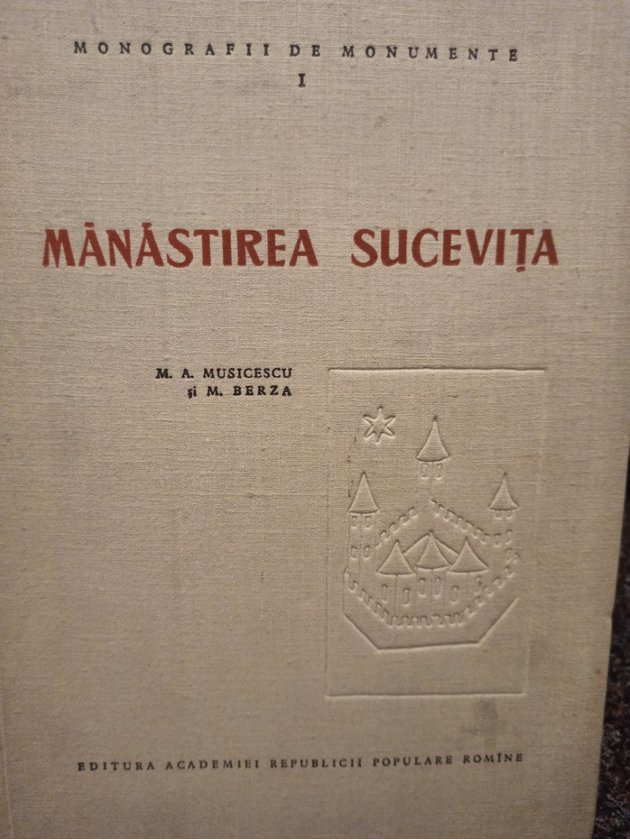 MONOGRAFII DE MONUMENTE
I
MĂNĂSTIREA SUCEVIȚA
M. A. MUSICESCU
și M. BERZA
EDITURA ACADEMIEI REPUBLICII POPULARE ROMÎNE